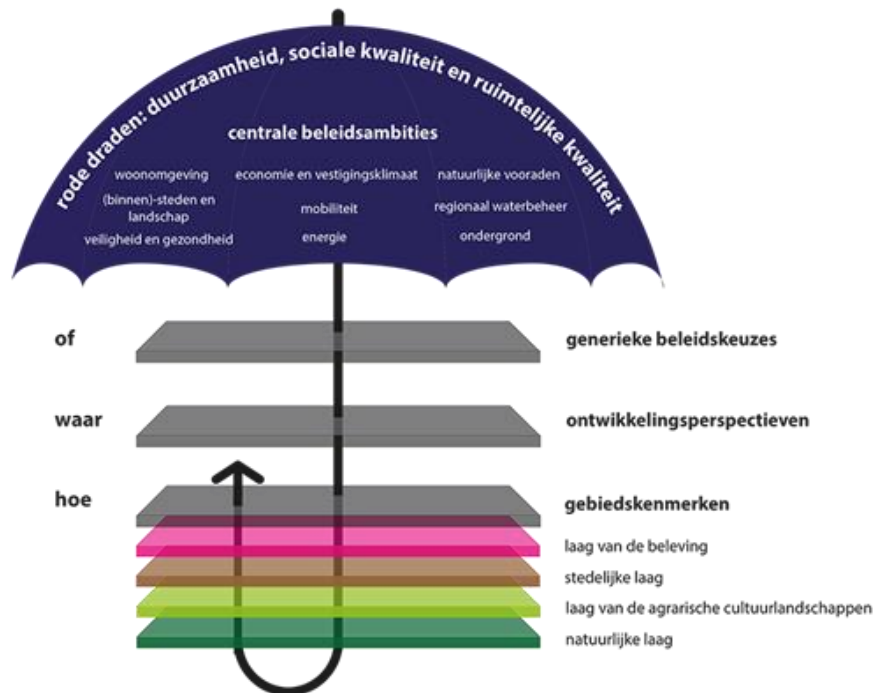 rode draden: duurzaamheid, sociale kwaliteit en ruimtelijke kwaliteit
centrale beleidsambities
woonomgeving
(binnen)-steden en
landschap
veiligheid en gezondheid
economie en vestigingsklimaat
mobiliteit
energie
natuurlijke vooraden
regionaal waterbeheer
ondergrond
of
generieke beleidskeuzes
waar
ontwikkelingsperspectieven
hoe
gebiedskenmerken
laag van de beleving
stedelijke laag
laag van de agrarische cultuurlandschappen
natuurlijke laag